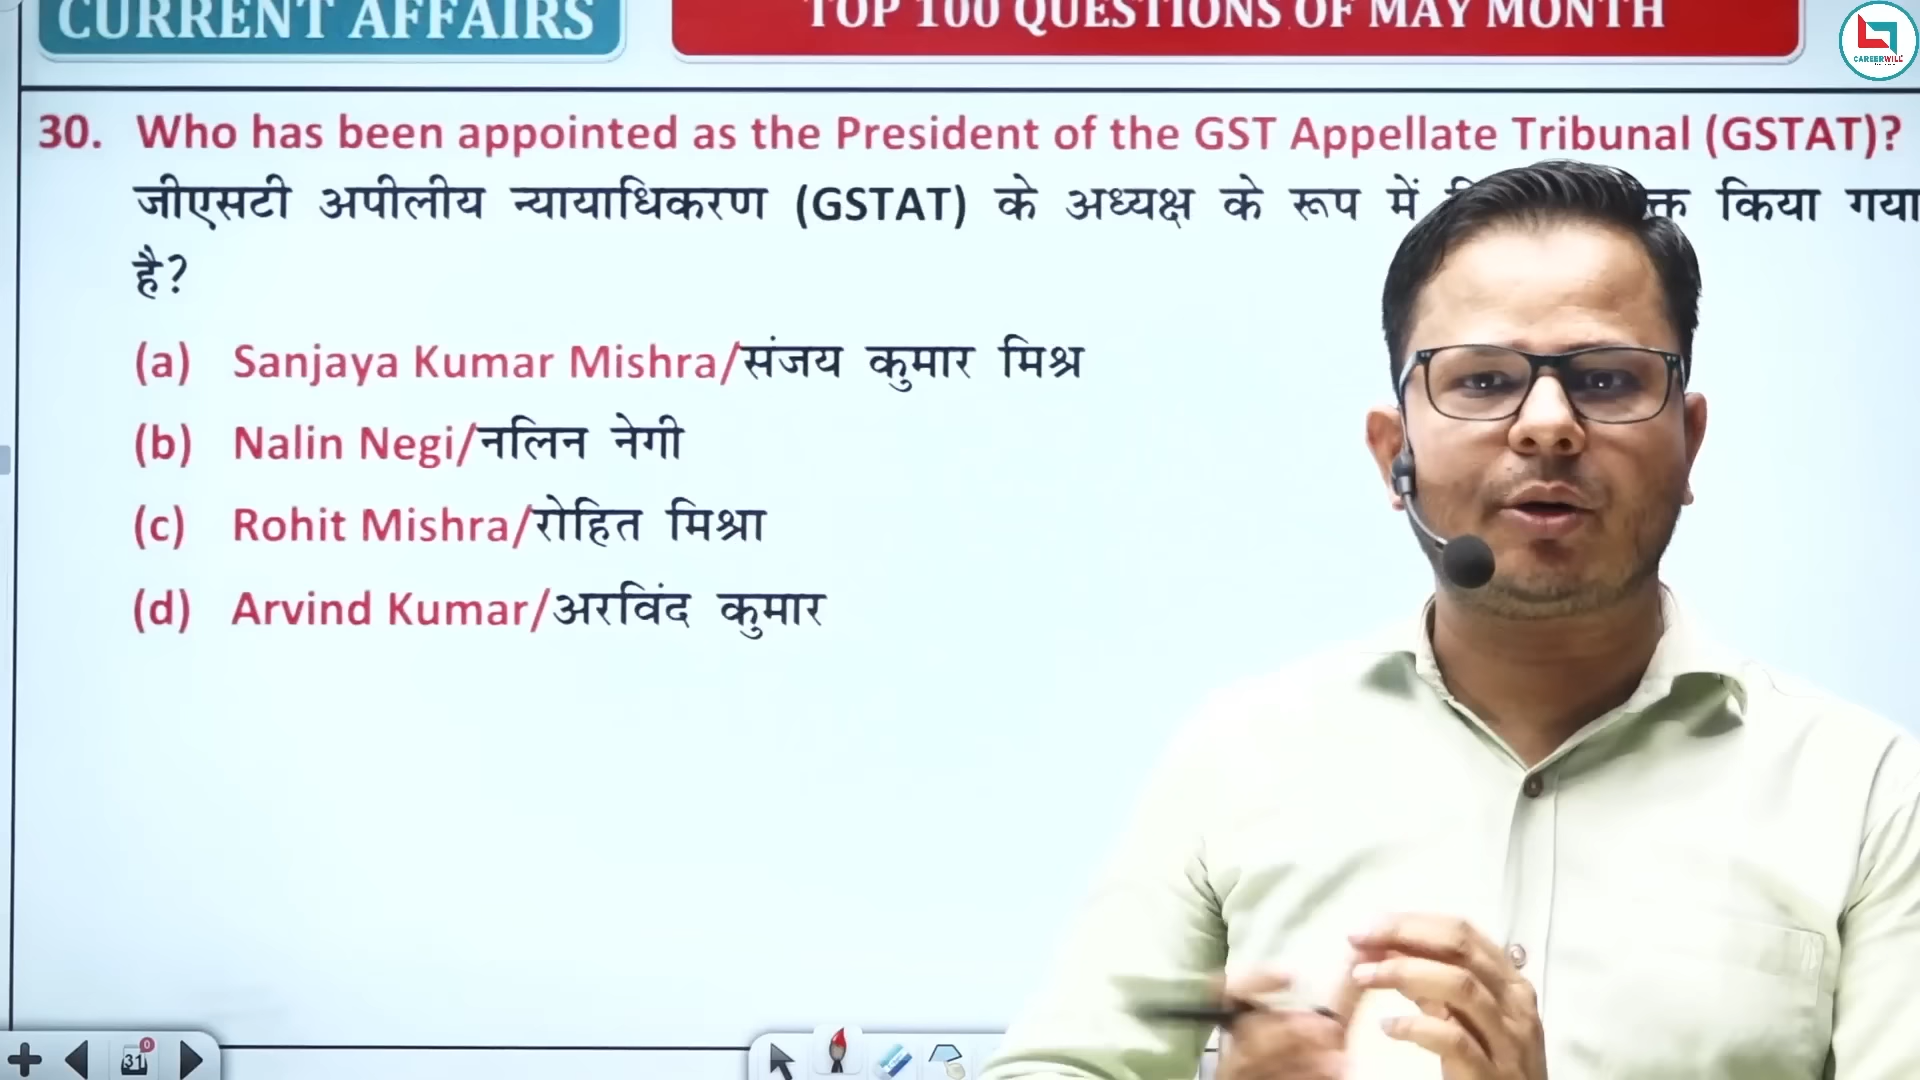 CURRENT AFFAIRS
TOP 100 QUESTIONS OF MAY MONTH
CAREERWILL
30. Who has been appointed as the President of the GST Appellate Tribunal (GSTAT)?
जीएसटी अपीलीय न्यायाधिकरण (GSTAT) के अध्यक्ष के रूप में किया गया
है?
(a) Sanjaya Kumar Mishra/संजय कुमार मिश्र
(b) Nalin Negi/नलिन नेगी
(c) Rohit Mishra/रोहित मिश्रा
(d) Arvind Kumar/अरविंद कुमार
31
0